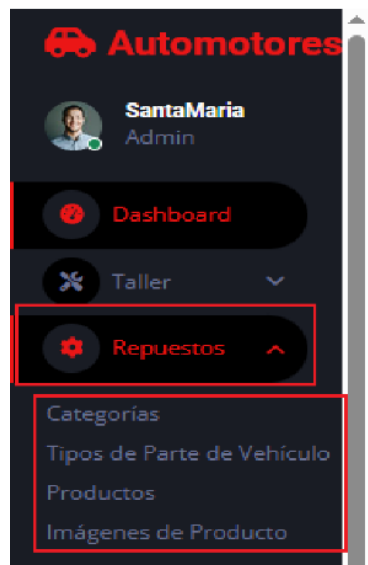 Automotores
SantaMaria
Admin
Dashboard
Taller
Repuestos
Categorías
Tipos de Parte de Vehículo
Productos
Imágenes de Producto